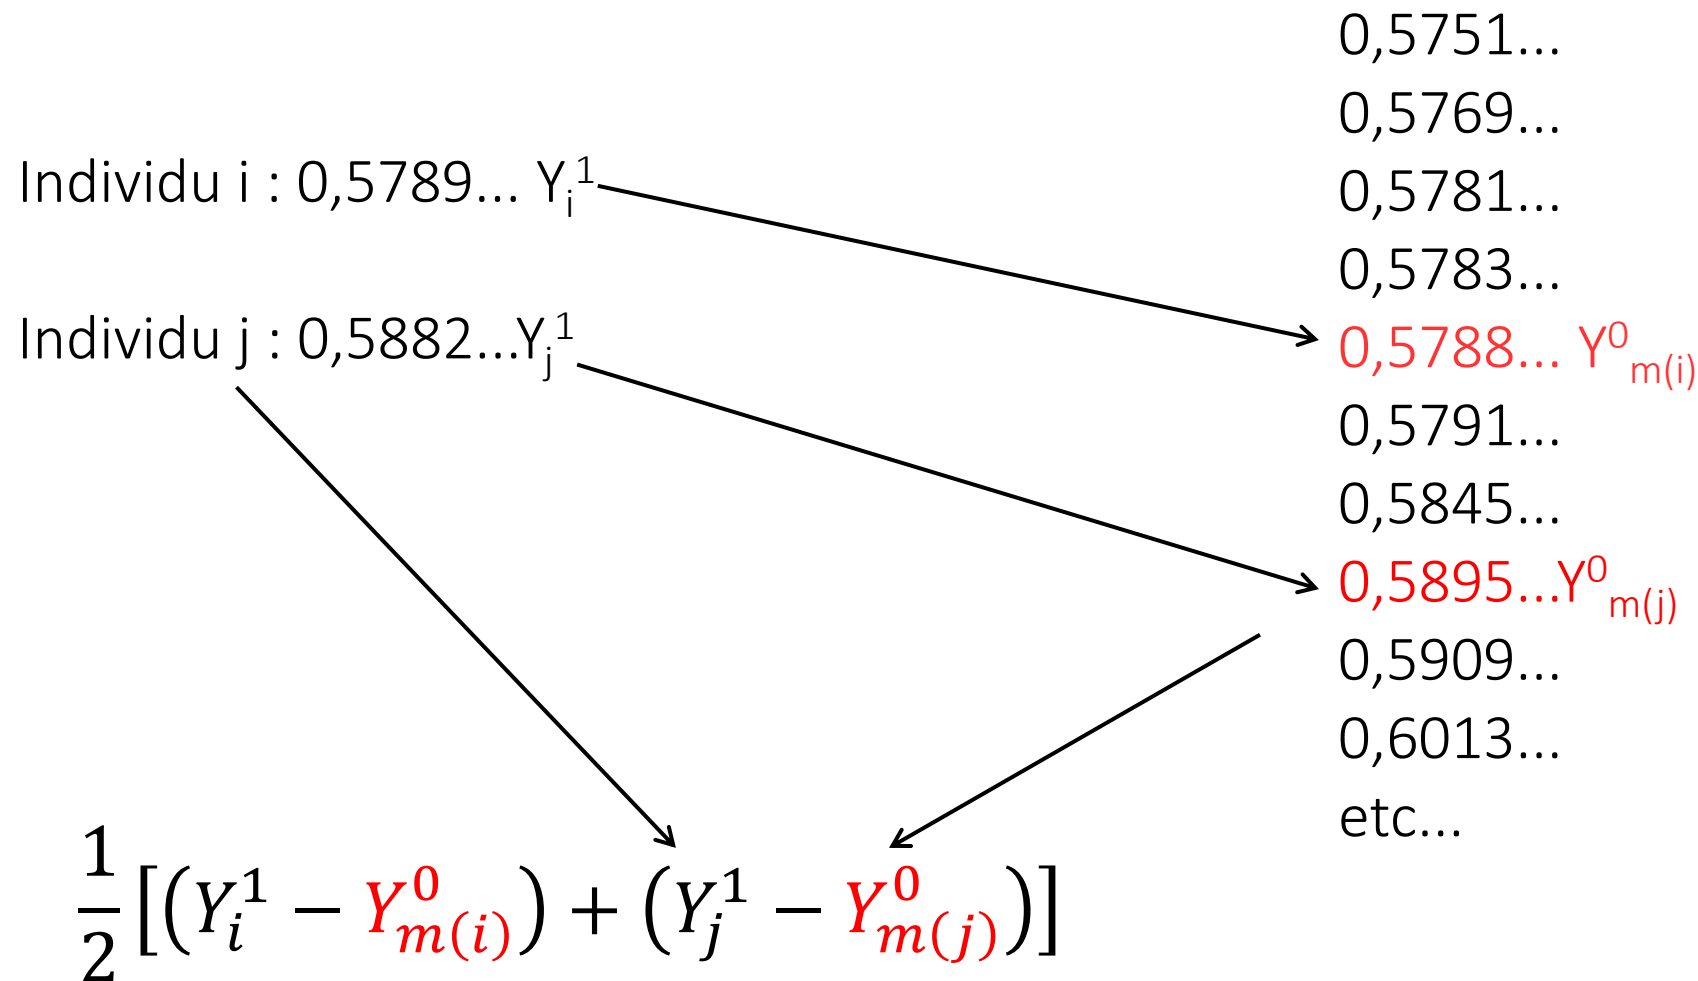 0,5751...
0,5769...
Individu i : 0,5789... Yᵢ¹
0,5781...
0,5783...
Individu j : 0,5882...Yⱼ¹
0,5788... Y⁰m(i)
0,5791...
0,5845...
0,5895...Y⁰m(j)
0,5909...
0,6013...
etc...
1/2[(Yᵢ¹ − Y⁰m(i)) + (Yⱼ¹ − Y⁰m(j))]